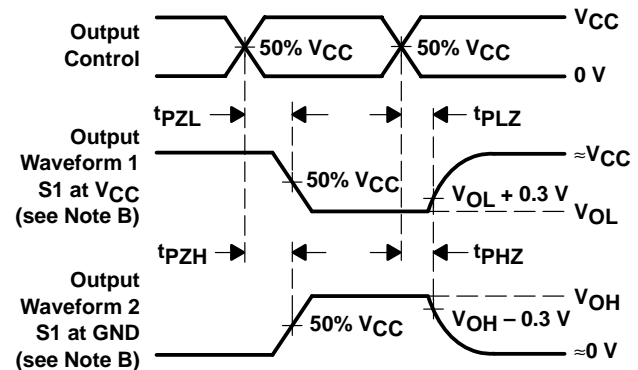 Output
Control
50% VCC
50% VCC
VCC
0 V
tPZL
tPLZ
Output
Waveform 1
S1 at VCC
(see Note B)
50% VCC
≈VCC
VOL + 0.3 V
VOL
tPZH
tPHZ
Output
Waveform 2
S1 at GND
(see Note B)
50% VCC
VOH
VOH – 0.3 V
≈0 V